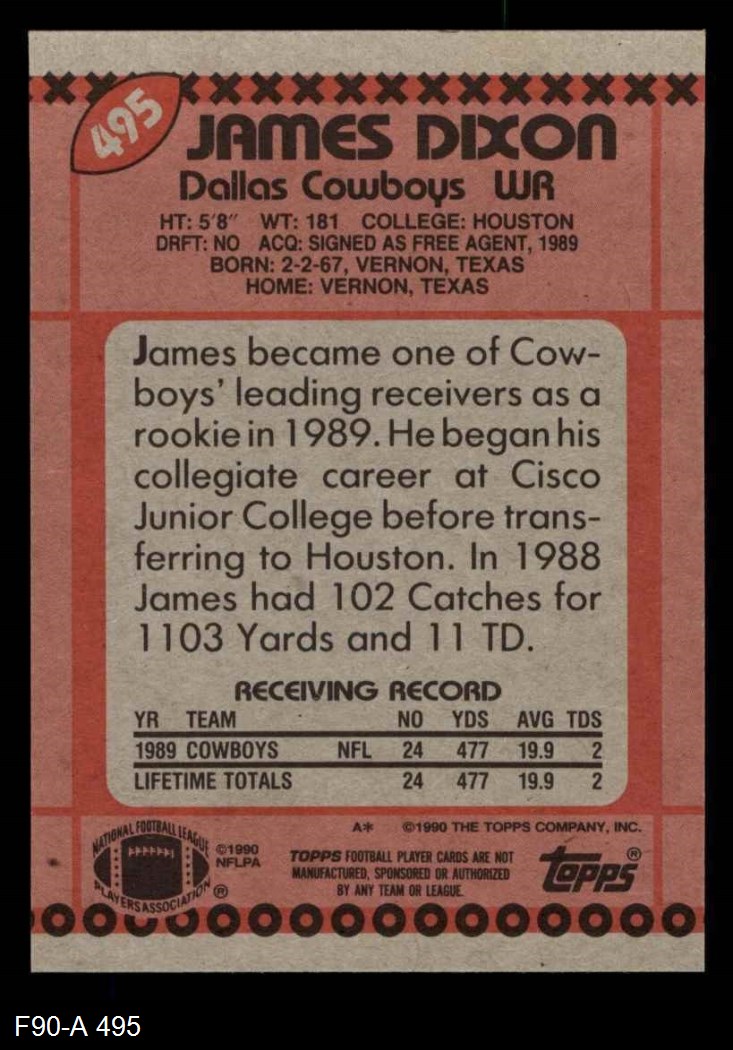 495
JAMES DIXON
Dallas Cowboys WR
HT: 5'8" WT: 181 COLLEGE: HOUSTON
DRFT: NO ACQ: SIGNED AS FREE AGENT, 1989
BORN: 2-2-67, VERNON, TEXAS
HOME: VERNON, TEXAS
James became one of Cow-
boys' leading receivers as a
rookie in 1989. He began his
collegiate career at Cisco
Junior College before trans-
ferring to Houston. In 1988
James had 102 Catches for
1103 Yards and 11 TD.
RECEIVING RECORD
YR TEAM NO YDS AVG TDS
1989 COWBOYS NFL 24 477 19.9 2
LIFETIME TOTALS 24 477 19.9 2
A* ©1990 THE TOPPS COMPANY, INC.
NATIONAL FOOTBALL LEAGUE
PLAYERS ASSOCIATION ®
©1990
NFLPA
TOPPS FOOTBALL PLAYER CARDS ARE NOT
MANUFACTURED, SPONSORED OR AUTHORIZED
BY ANY TEAM OR LEAGUE.
topps®
F90-A 495